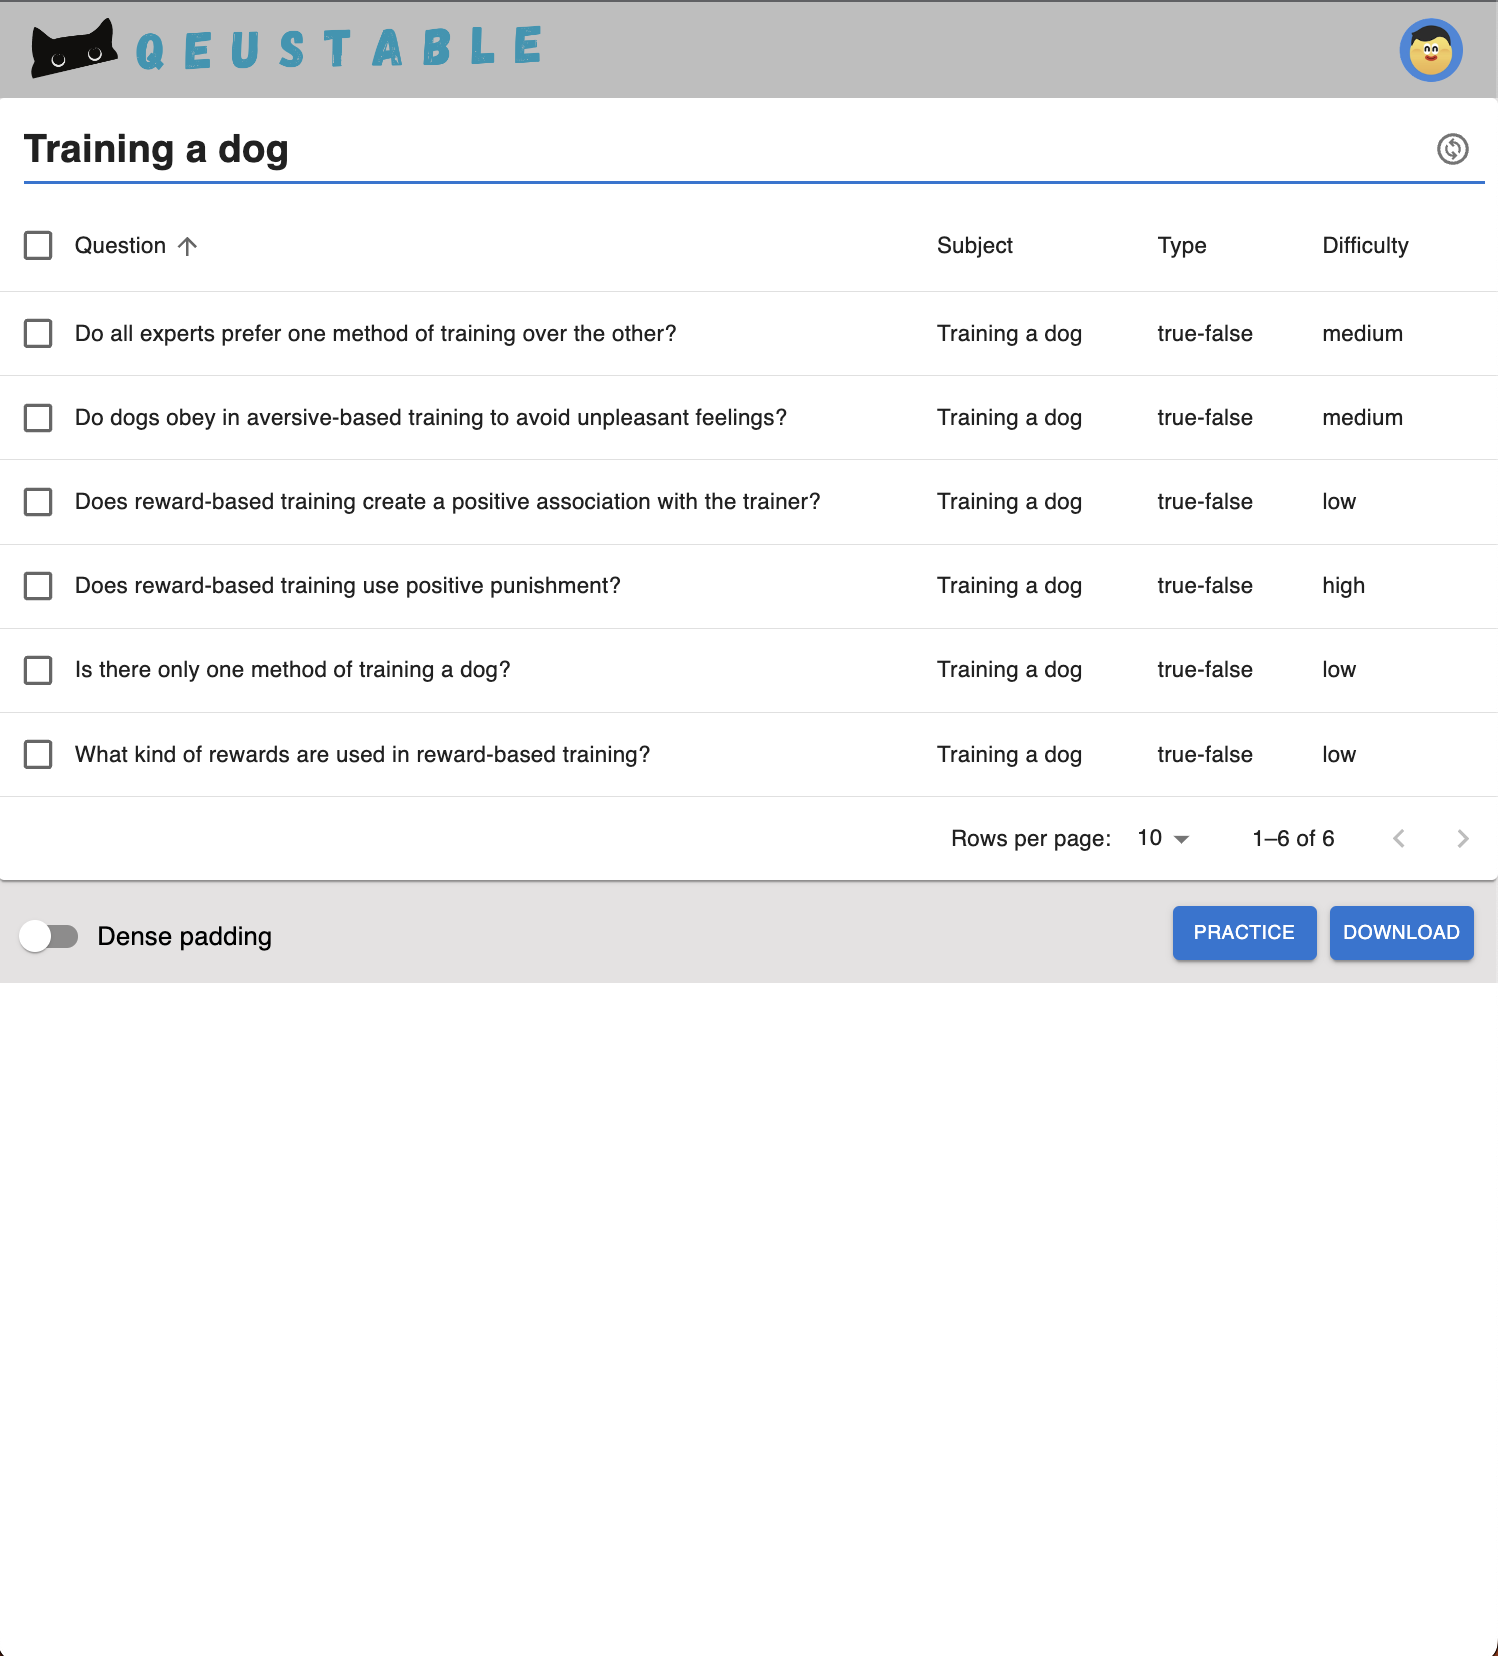 QEUSTABLE
Training a dog
Question Subject Type Difficulty
Do all experts prefer one method of training over the other? Training a dog true-false medium
Do dogs obey in aversive-based training to avoid unpleasant feelings? Training a dog true-false medium
Does reward-based training create a positive association with the trainer? Training a dog true-false low
Does reward-based training use positive punishment? Training a dog true-false high
Is there only one method of training a dog? Training a dog true-false low
What kind of rewards are used in reward-based training? Training a dog true-false low
Rows per page: 10 1–6 of 6
Dense padding PRACTICE DOWNLOAD